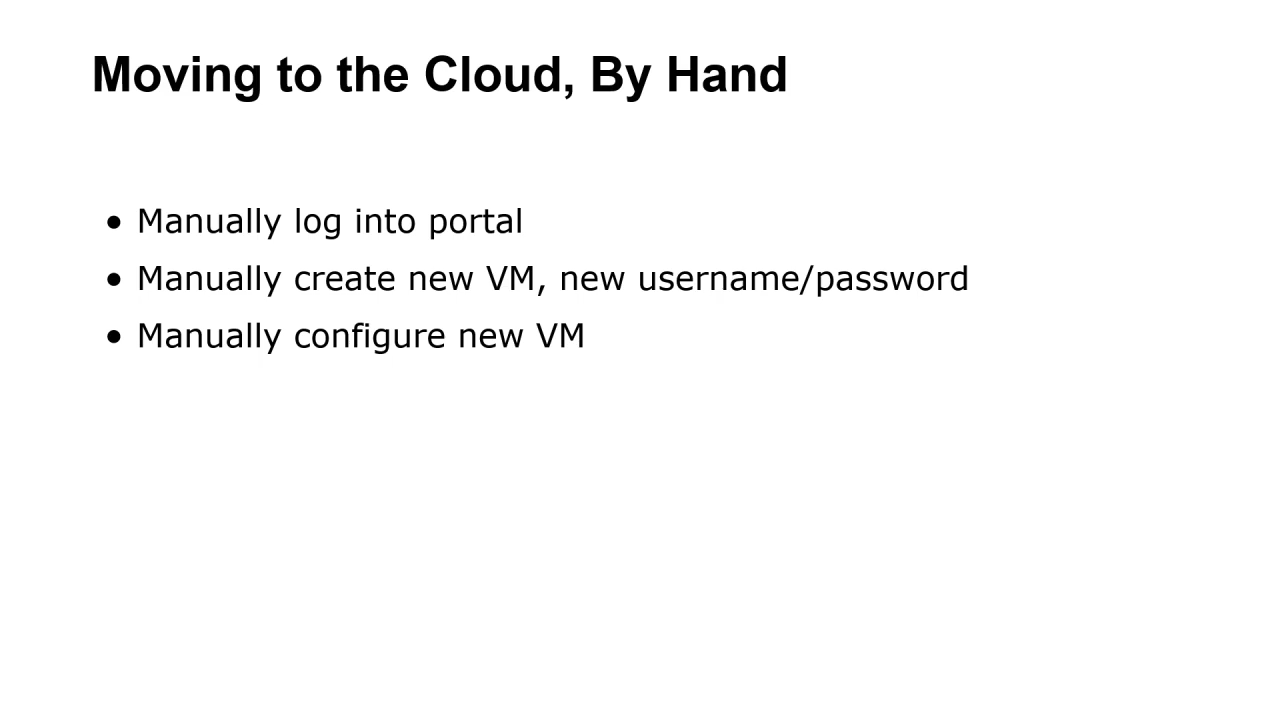 Moving to the Cloud, By Hand
• Manually log into portal
• Manually create new VM, new username/password
• Manually configure new VM